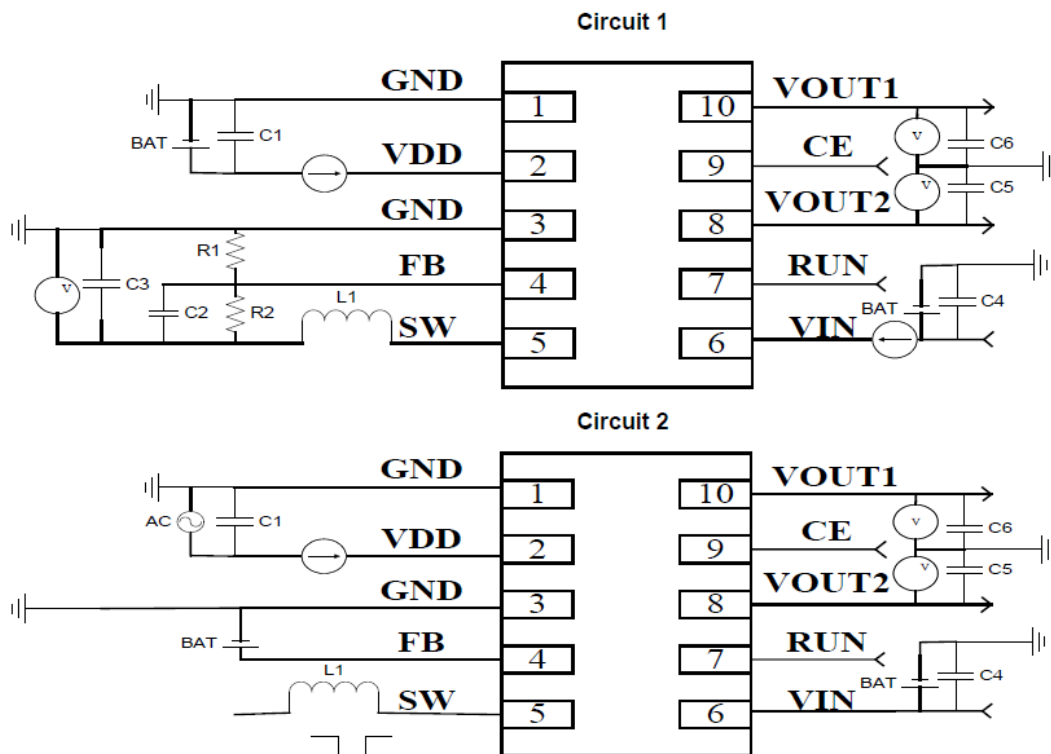 Circuit 1
GND
1
10
VOUT1
BAT
C1
V
C6
VDD
2
9
CE
GND
3
8
VOUT2
V
C5
R1
FB
4
7
RUN
V
C3
C2
R2
L1
SW
5
6
VIN
BAT
C4
Circuit 2
GND
1
10
VOUT1
AC
C1
V
C6
VDD
2
9
CE
GND
3
8
VOUT2
V
C5
BAT
FB
4
7
RUN
L1
SW
5
6
VIN
BAT
C4